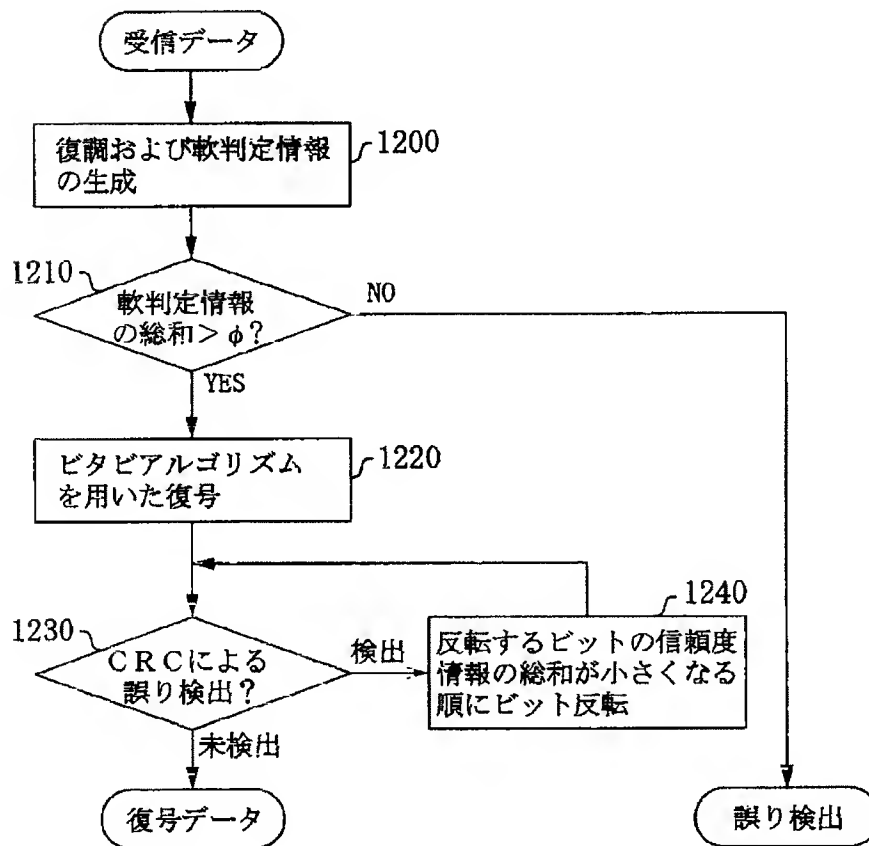 受信データ
復調および軟判定情報
の生成
1200
1210
軟判定情報
の総和＞φ？
NO
YES
ビタビアルゴリズム
を用いた復号
1220
1230
ＣＲＣによる
誤り検出？
検出
1240
反転するビットの信頼度
情報の総和が小さくなる
順にビット反転
未検出
復号データ
誤り検出